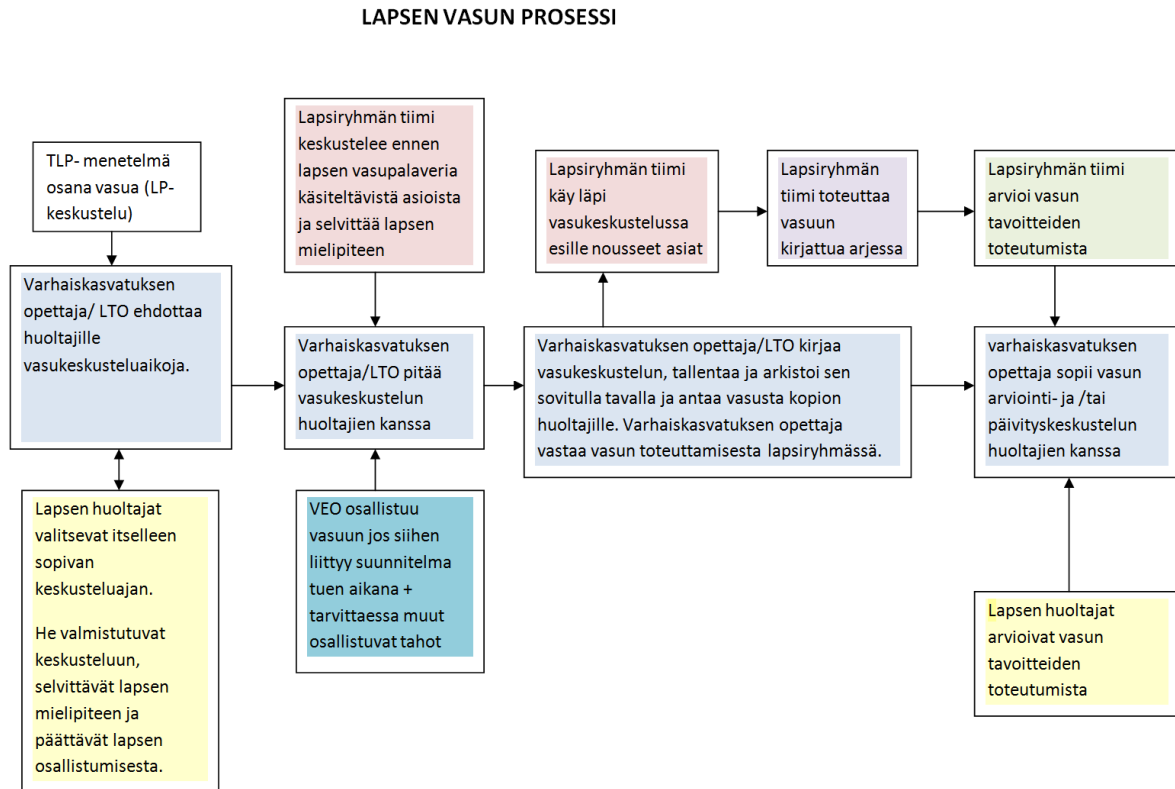 LAPSEN VASUN PROSESSI
TLP- menetelmä
osana vasua (LP-
keskustelu)
Varhaiskasvatuksen
opettaja/ LTO ehdottaa
huoltajille
vasukeskusteluaikoja.
Lapsen huoltajat
valitsevat itselleen
sopivan
keskusteluajan.
He valmistutuvat
keskusteluun,
selvittävät lapsen
mielipiteen ja
päättävät lapsen
osallistumisesta.
Lapsiryhmän tiimi
keskustelee ennen
lapsen vasupalaveria
käsiteltävistä asioista
ja selvittää lapsen
mielipiteen
Varhaiskasvatuksen
opettaja/LTO pitää
vasukeskustelun
huoltajien kanssa
VEO osallistuu
vasuun jos siihen
liittyy suunnitelma
tuen aikana +
tarvittaessa muut
osallistuvat tahot
Lapsiryhmän tiimi
käy läpi
vasukeskustelussa
esille nousseet asiat
Varhaiskasvatuksen opettaja/LTO kirjaa
vasukeskustelun, tallentaa ja arkistoi sen
sovitulla tavalla ja antaa vasusta kopion
huoltajille. Varhaiskasvatuksen opettaja
vastaa vasun toteuttamisesta lapsiryhmässä.
Lapsiryhmän
tiimi toteuttaa
vasuun
kirjattua arjessa
Lapsiryhmän tiimi
arvioi vasun
tavoitteiden
toteutumista
varhaiskasvatuksen
opettaja sopii vasun
arviointi- ja /tai
päivityskeskustelun
huoltajien kanssa
Lapsen huoltajat
arvioivat vasun
tavoitteiden
toteutumista